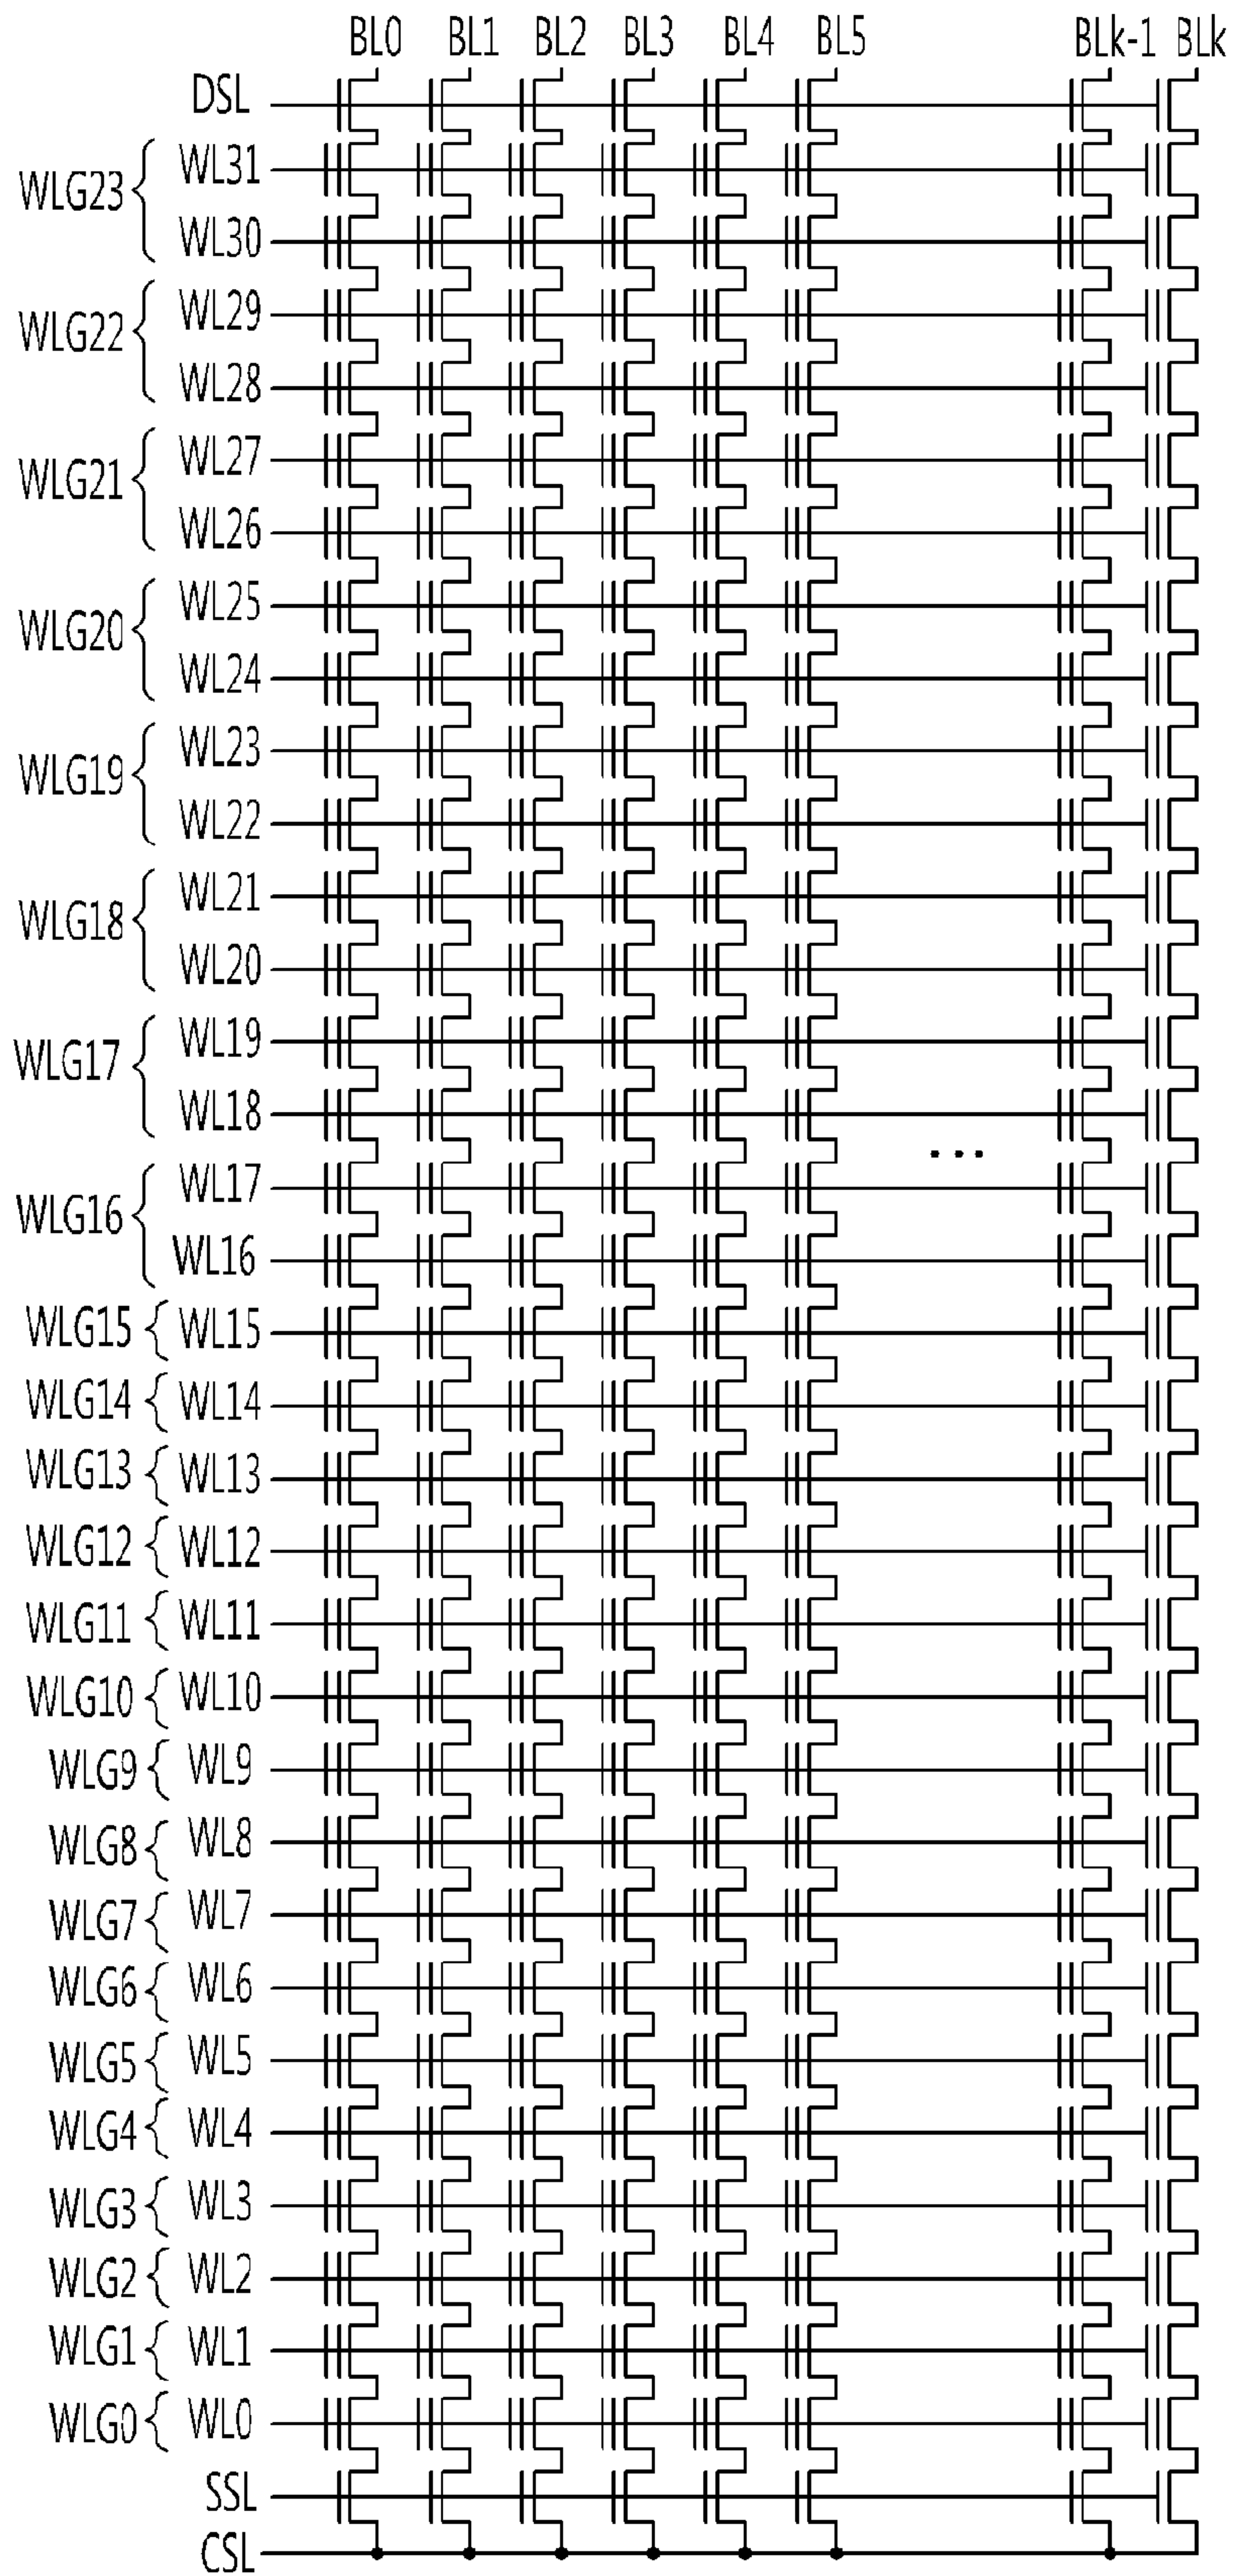 BL0 BL1 BL2 BL3 BL4 BL5 BLk-1 BLk
DSL
WLG23 WL31
WL30
WLG22 WL29
WL28
WLG21 WL27
WL26
WLG20 WL25
WL24
WLG19 WL23
WL22
WLG18 WL21
WL20
WLG17 WL19
WL18
...
WLG16 WL17
WL16
WLG15 WL15
WLG14 WL14
WLG13 WL13
WLG12 WL12
WLG11 WL11
WLG10 WL10
WLG9 WL9
WLG8 WL8
WLG7 WL7
WLG6 WL6
WLG5 WL5
WLG4 WL4
WLG3 WL3
WLG2 WL2
WLG1 WL1
WLG0 WL0
SSL
CSL